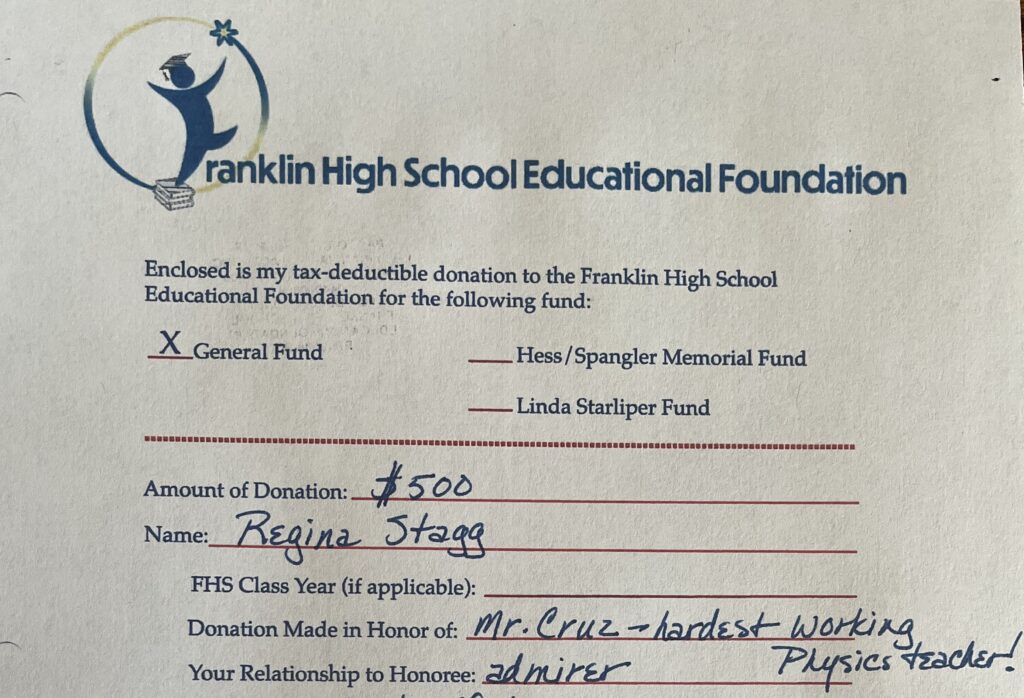 Franklin High School Educational Foundation
Enclosed is my tax-deductible donation to the Franklin High School
Educational Foundation for the following fund:
X General Fund
Hess/Spangler Memorial Fund
Linda Starliper Fund
Amount of Donation: $500
Name: Regina Stagg
FHS Class Year (if applicable):
Donation Made in Honor of: Mr. Cruz - hardest working
Physics teacher!
Your Relationship to Honoree: admirer